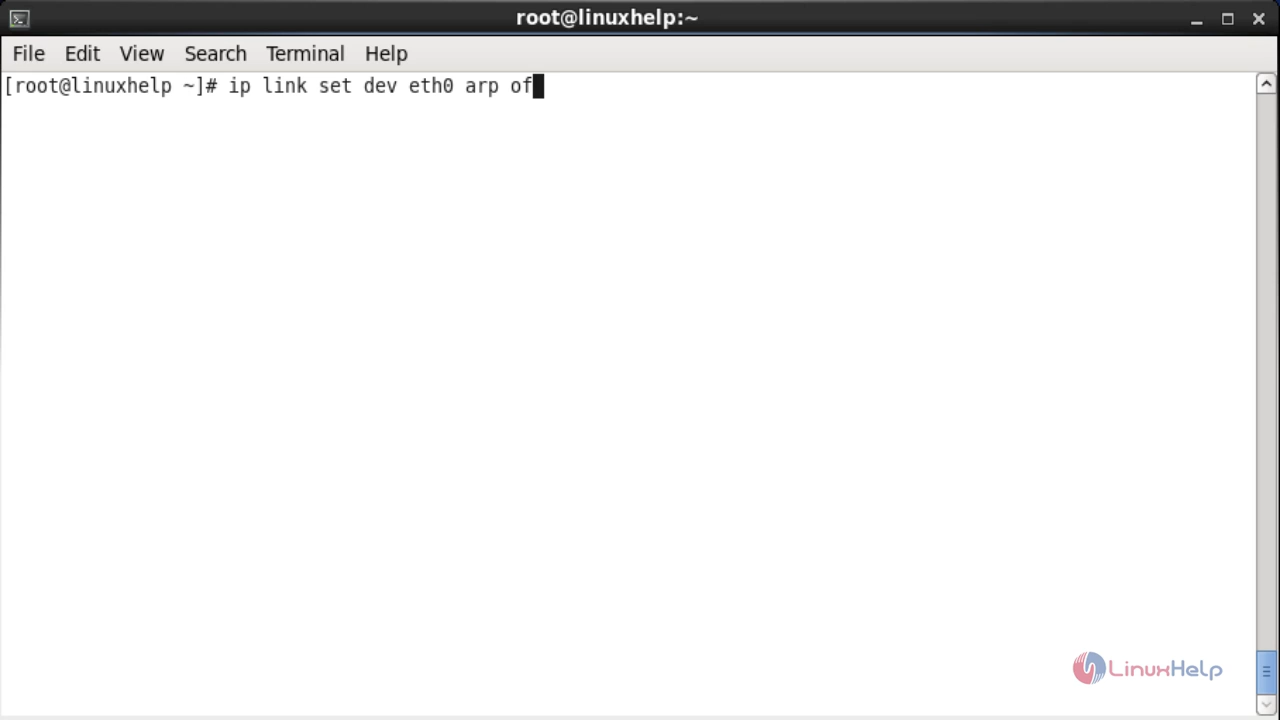 root@linuxhelp:~
File Edit View Search Terminal Help
[root@linuxhelp ~]# ip link set dev eth0 arp of
LinuxHelp